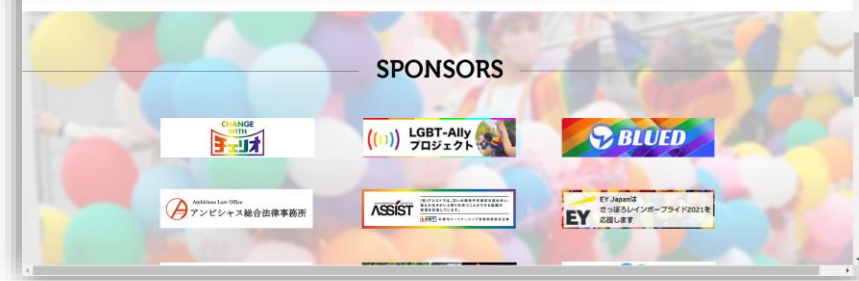 SPONSORS
CHANGE
WITH
チェリオ
((n)) LGBT-Ally
プロジェクト
BLUED
Ambitious Law Office
アンビシャス総合法律事務所
ASSIST
LGBT
EY Japanは
さっぽろレインボープライド2021を
応援します
EY